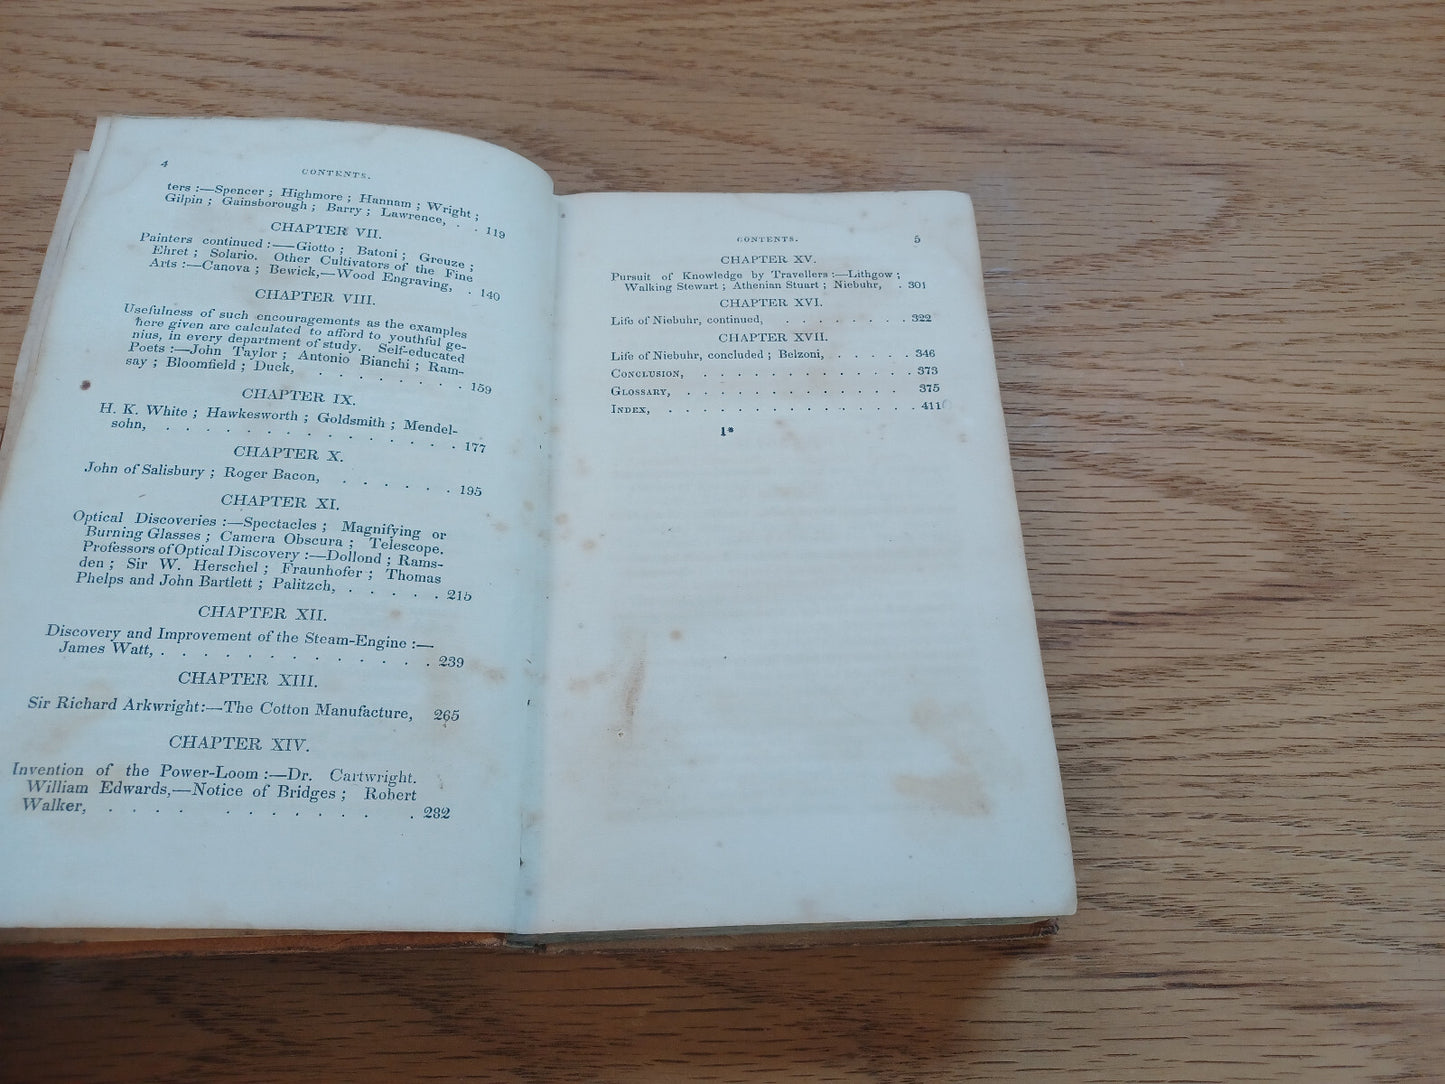 4
CONTENTS.
ters :—Spencer ; Highmore ; Hannam ; Wright ;
Gilpin ; Gainsborough ; Barry ; Lawrence, . . 119
CHAPTER VII.
Painters continued :—Giotto ; Batoni ; Greuze ;
Ehret ; Solario. Other Cultivators of the Fine
Arts :—Canova ; Bewick,—Wood Engraving, . 140
CHAPTER VIII.
Usefulness of such encouragements as the examples
here given are calculated to afford to youthful ge-
nius, in every department of study. Self-educated
Poets :—John Taylor ; Antonio Bianchi ; Ram-
say ; Bloomfield ; Duck, . . . . . . . . 159
CHAPTER IX.
H. K. White ; Hawkesworth ; Goldsmith ; Mendel-
sohn, . . . . . . . . . . . . . . 177
CHAPTER X.
John of Salisbury ; Roger Bacon, . . . . . . 195
CHAPTER XI.
Optical Discoveries :—Spectacles ; Magnifying or
Burning Glasses ; Camera Obscura ; Telescope.
Professors of Optical Discovery :—Dollond ; Rams-
den ; Sir W. Herschel ; Fraunhofer ; Thomas
Phelps and John Bartlett ; Palitzch, . . . . . 215
CHAPTER XII.
Discovery and Improvement of the Steam-Engine :—
James Watt, . . . . . . . . . . . . . 239
CHAPTER XIII.
Sir Richard Arkwright:—The Cotton Manufacture, 265
CHAPTER XIV.
Invention of the Power-Loom :—Dr. Cartwright.
William Edwards,—Notice of Bridges ; Robert
Walker, . . . . . . . . . . . . . 282
CONTENTS. 5
CHAPTER XV.
Pursuit of Knowledge by Travellers :—Lithgow ;
Walking Stewart ; Athenian Stuart ; Niebuhr, . 301
CHAPTER XVI.
Life of Niebuhr, continued, . . . . . . . . 322
CHAPTER XVII.
Life of Niebuhr, concluded ; Belzoni, . . . . . 346
CONCLUSION, . . . . . . . . . . . . . 373
GLOSSARY, . . . . . . . . . . . . . . 375
INDEX, . . . . . . . . . . . . . . . 411
1*